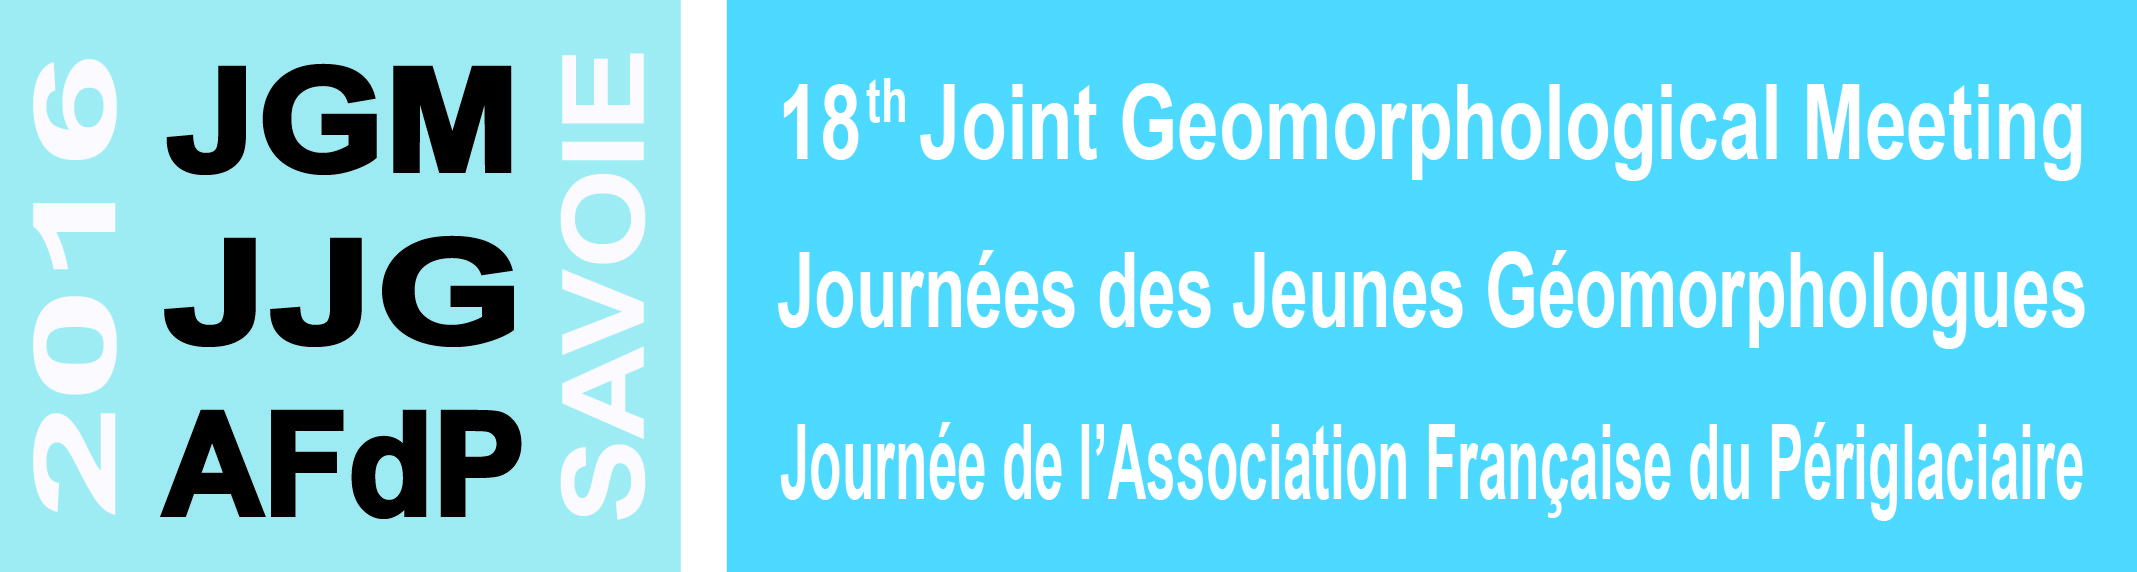 2016
JGM
JJG
AFdP
SAVOIE
18th Joint Geomorphological Meeting
Journées des Jeunes Géomorphologues
Journée de l’Association Française du Périglaciaire